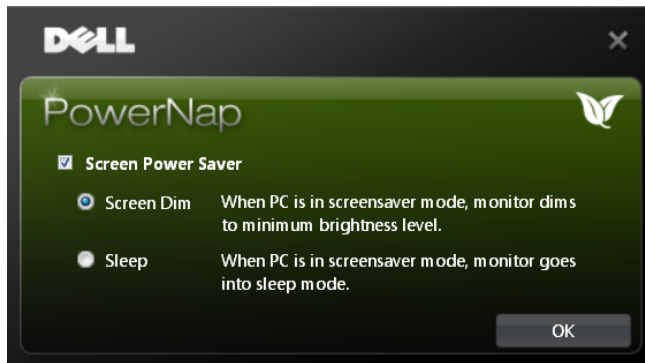 DELL
PowerNap
Screen Power Saver
Screen Dim When PC is in screensaver mode, monitor dims
to minimum brightness level.
Sleep When PC is in screensaver mode, monitor goes
into sleep mode.
OK